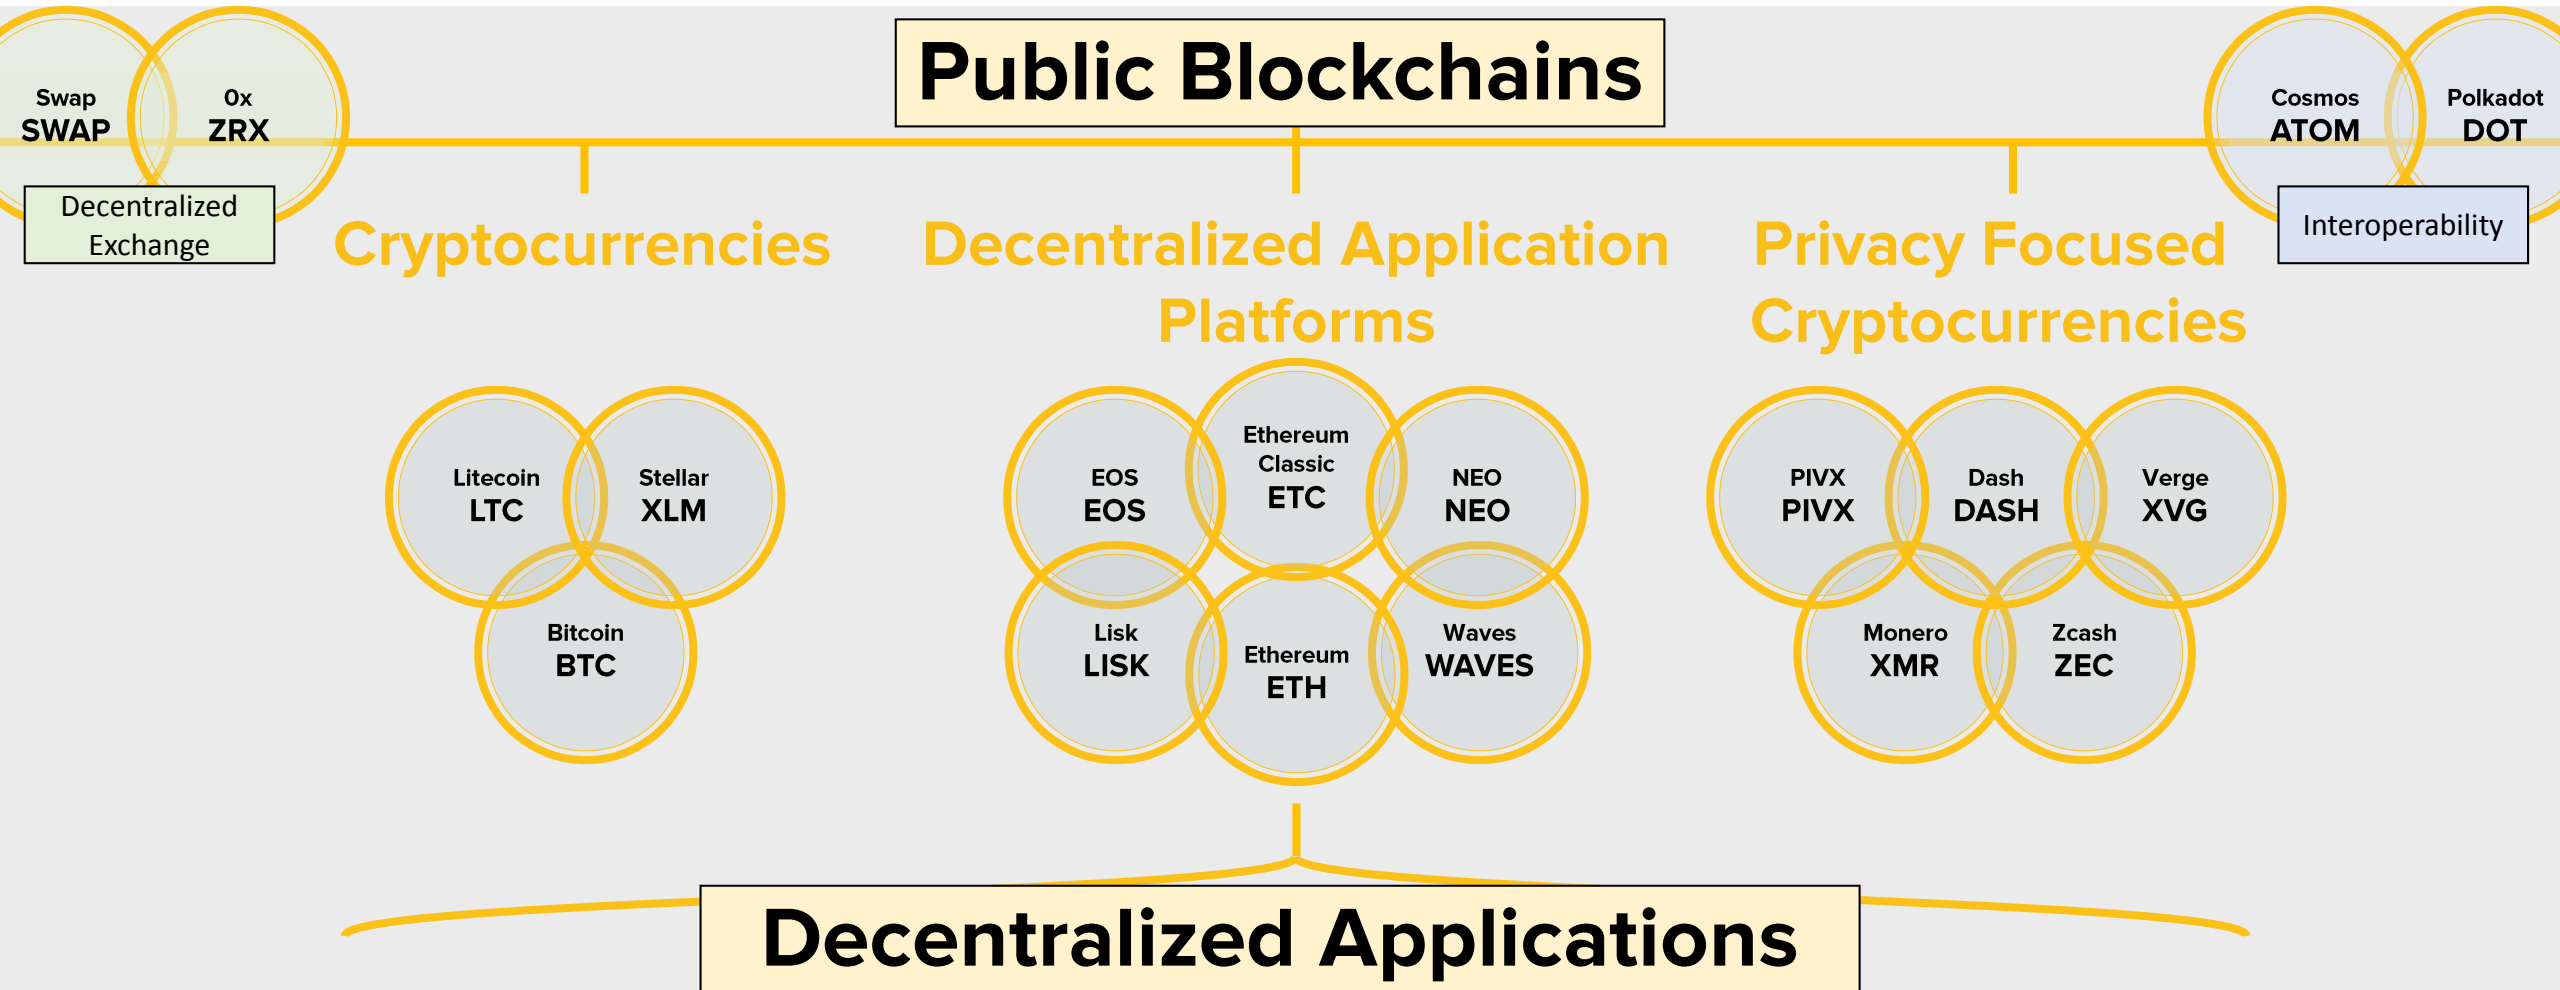 Public Blockchains
Swap
SWAP
0x
ZRX
Decentralized
Exchange
Cosmos
ATOM
Polkadot
DOT
Interoperability
Cryptocurrencies
Litecoin
LTC
Stellar
XLM
Bitcoin
BTC
Decentralized Application
Platforms
EOS
EOS
Ethereum
Classic
ETC
NEO
NEO
Lisk
LISK
Ethereum
ETH
Waves
WAVES
Privacy Focused
Cryptocurrencies
PIVX
PIVX
Dash
DASH
Verge
XVG
Monero
XMR
Zcash
ZEC
Decentralized Applications